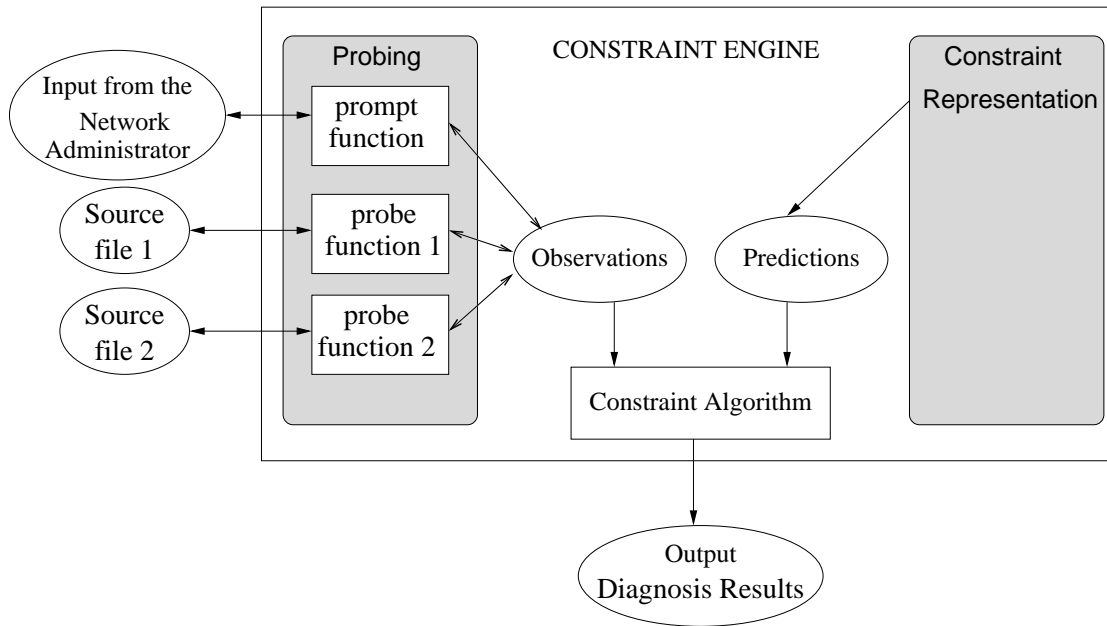 Probing
CONSTRAINT ENGINE
Constraint
Representation
Input from the
Network
Administrator
prompt
function
Source
file 1
probe
function 1
Observations
Predictions
Source
file 2
probe
function 2
Constraint Algorithm
Output
Diagnosis Results